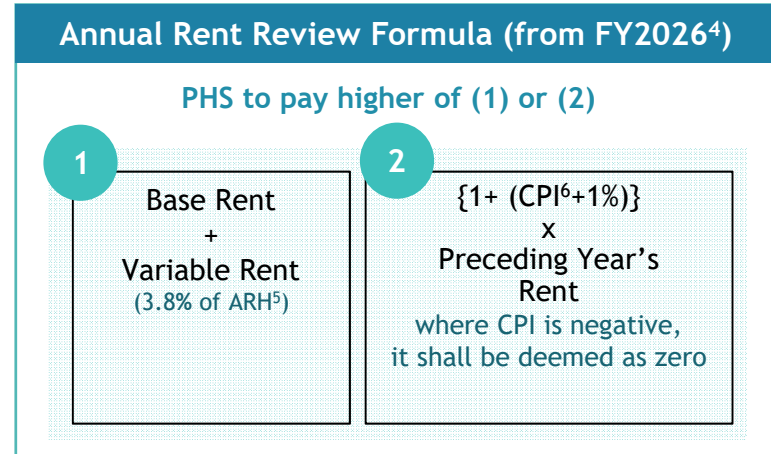 Annual Rent Review Formula (from FY2026⁴)
PHS to pay higher of (1) or (2)
1
Base Rent
+
Variable Rent
(3.8% of ARH⁵)
2
{1+ (CPI⁶+1%)}
x
Preceding Year’s
Rent
where CPI is negative,
it shall be deemed as zero